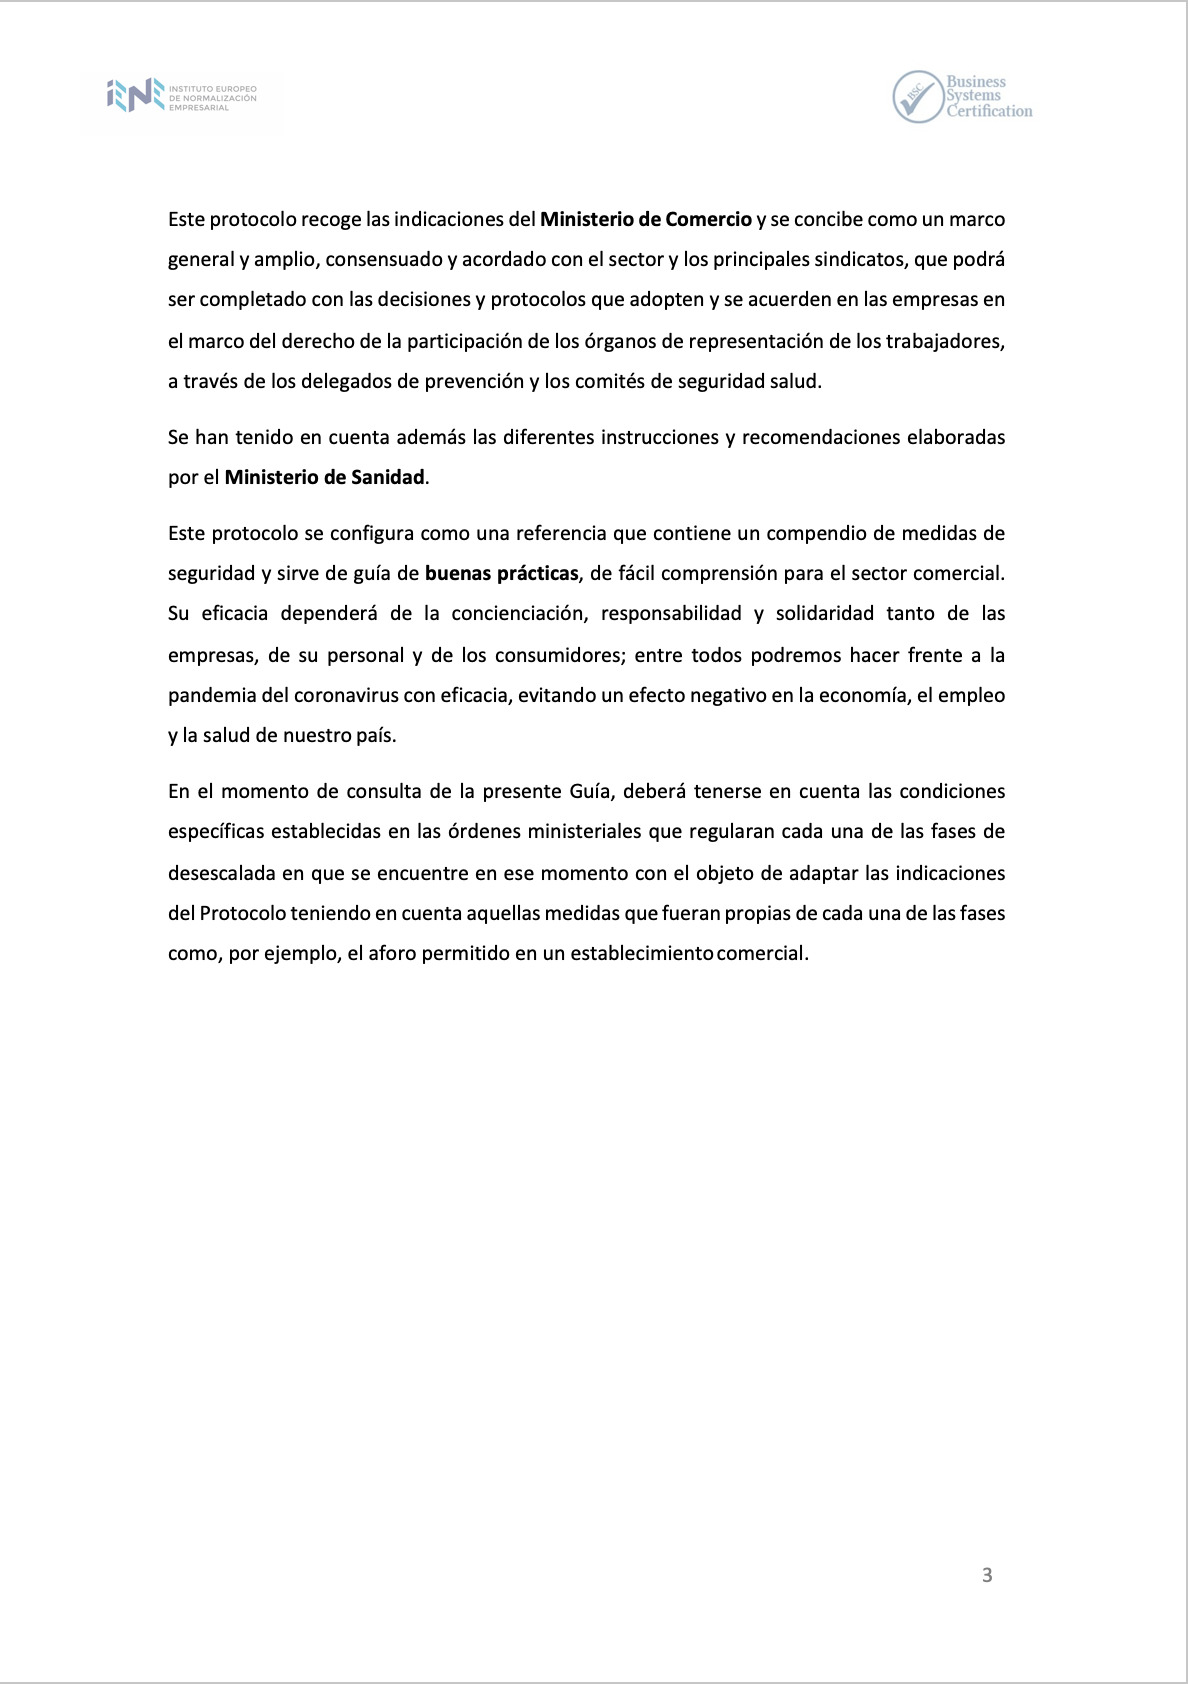 iENE INSTITUTO EUROPEO
DE NORMALIZACIÓN
EMPRESARIAL
BSC
Business
Systems
Certification
Este protocolo recoge las indicaciones del Ministerio de Comercio y se concibe como un marco
general y amplio, consensuado y acordado con el sector y los principales sindicatos, que podrá
ser completado con las decisiones y protocolos que adopten y se acuerden en las empresas en
el marco del derecho de la participación de los órganos de representación de los trabajadores,
a través de los delegados de prevención y los comités de seguridad salud.
Se han tenido en cuenta además las diferentes instrucciones y recomendaciones elaboradas
por el Ministerio de Sanidad.
Este protocolo se configura como una referencia que contiene un compendio de medidas de
seguridad y sirve de guía de buenas prácticas, de fácil comprensión para el sector comercial.
Su eficacia dependerá de la concienciación, responsabilidad y solidaridad tanto de las
empresas, de su personal y de los consumidores; entre todos podremos hacer frente a la
pandemia del coronavirus con eficacia, evitando un efecto negativo en la economía, el empleo
y la salud de nuestro país.
En el momento de consulta de la presente Guía, deberá tenerse en cuenta las condiciones
específicas establecidas en las órdenes ministeriales que regularan cada una de las fases de
desescalada en que se encuentre en ese momento con el objeto de adaptar las indicaciones
del Protocolo teniendo en cuenta aquellas medidas que fueran propias de cada una de las fases
como, por ejemplo, el aforo permitido en un establecimiento comercial.
3